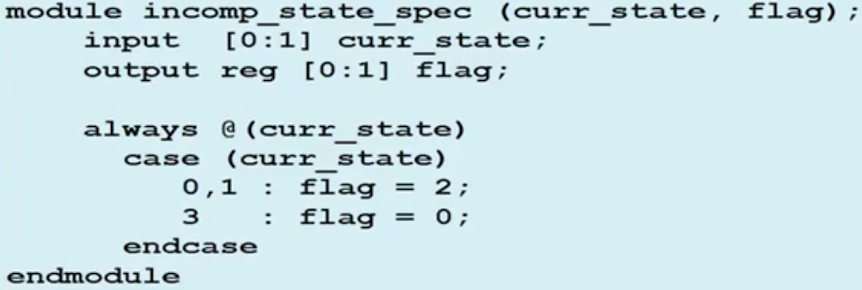 module incomp_state_spec (curr_state, flag);
input [0:1] curr_state;
output reg [0:1] flag;
always @(curr_state)
case (curr_state)
0,1 : flag = 2;
3 : flag = 0;
endcase
endmodule